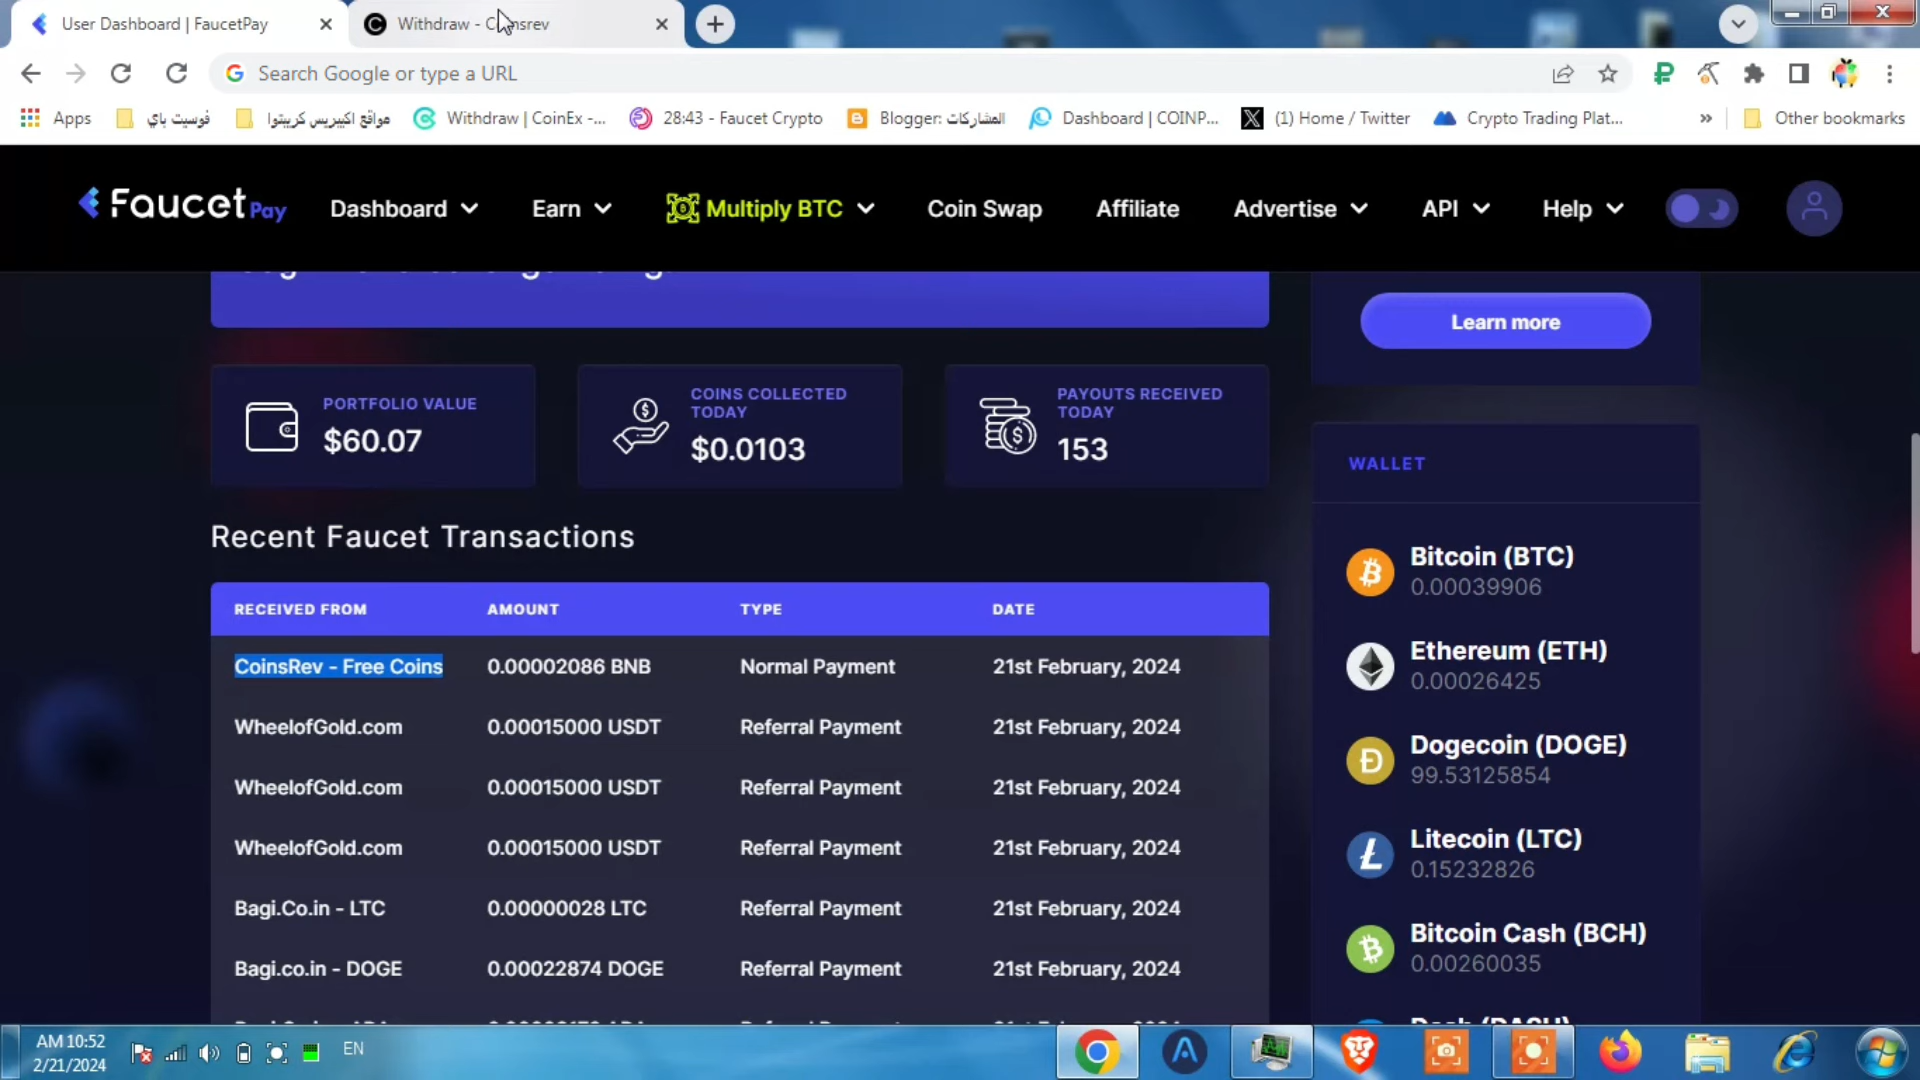 User Dashboard | FaucetPay
Withdraw - Coinsrev
Search Google or type a URL
Apps
فوسيت باي
مواقع اكبيريس كريبتوا
Withdraw | CoinEx -...
28:43 - Faucet Crypto
Blogger: المشاركات
Dashboard | COINP...
(1) Home / Twitter
Crypto Trading Plat...
»
Other bookmarks
FaucetPay
Dashboard
Earn
Multiply BTC
Coin Swap
Affiliate
Advertise
API
Help
Learn more
PORTFOLIO VALUE
$60.07
COINS COLLECTED
TODAY
$0.0103
PAYOUTS RECEIVED
TODAY
153
Recent Faucet Transactions
RECEIVED FROM AMOUNT TYPE DATE
CoinsRev - Free Coins 0.00002086 BNB Normal Payment 21st February, 2024
WheelofGold.com 0.00015000 USDT Referral Payment 21st February, 2024
WheelofGold.com 0.00015000 USDT Referral Payment 21st February, 2024
WheelofGold.com 0.00015000 USDT Referral Payment 21st February, 2024
Bagi.Co.in - LTC 0.00000028 LTC Referral Payment 21st February, 2024
Bagi.co.in - DOGE 0.00022874 DOGE Referral Payment 21st February, 2024
WALLET
Bitcoin (BTC)
0.00039906
Ethereum (ETH)
0.00026425
Dogecoin (DOGE)
99.53125854
Litecoin (LTC)
0.15232826
Bitcoin Cash (BCH)
0.00260035
Dash (DASH)
AM 10:52
2/21/2024
EN